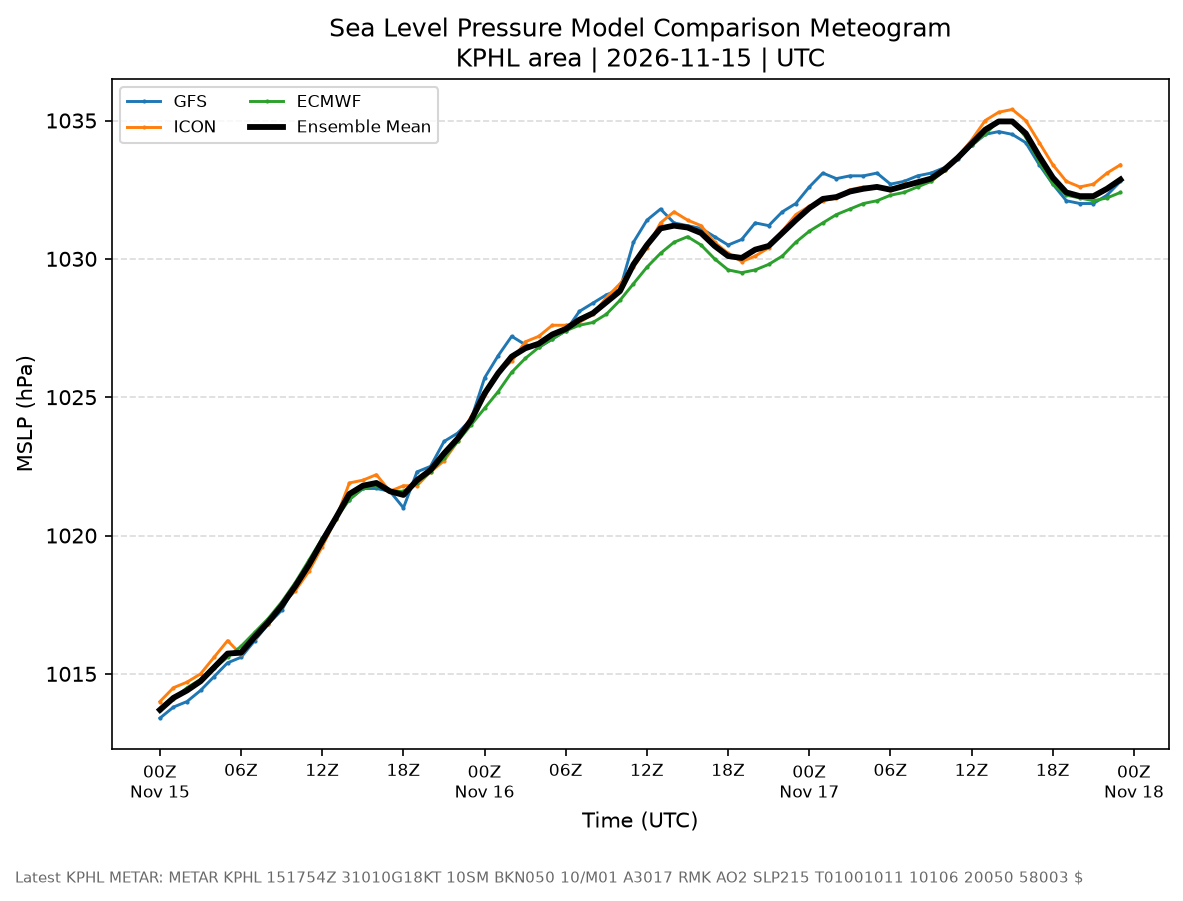 Sea Level Pressure Model Comparison Meteogram
KPHL area | 2026-11-15 | UTC
GFS
ICON
ECMWF
Ensemble Mean
MSLP (hPa)
1035
1030
1025
1020
1015
00Z 06Z 12Z 18Z 00Z 06Z 12Z 18Z 00Z 06Z 12Z 18Z 00Z
Nov 15 Nov 16 Nov 17 Nov 18
Time (UTC)
Latest KPHL METAR: METAR KPHL 151754Z 31010G18KT 10SM BKN050 10/M01 A3017 RMK AO2 SLP215 T01001011 10106 20050 58003 $